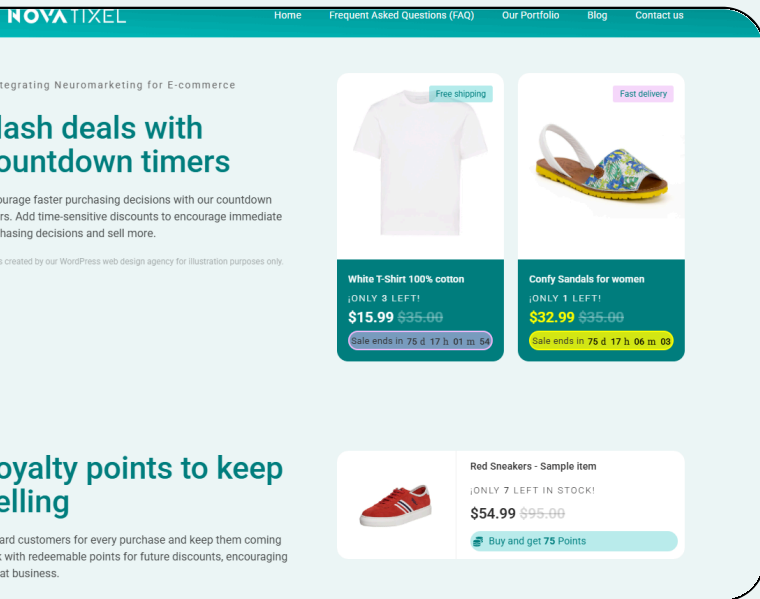 NOVATIXEL
Home Frequent Asked Questions (FAQ) Our Portfolio Blog Contact us
tegrating Neuromarketing for E-commerce
lash deals with
ountdown timers
ourage faster purchasing decisions with our countdown
rs. Add time-sensitive discounts to encourage immediate
hasing decisions and sell more.
s created by our WordPress web design agency for illustration purposes only.
Free shipping
White T-Shirt 100% cotton
¡ONLY 3 LEFT!
$15.99 $35.00
Sale ends in 75 d 17 h 01 m 54
Fast delivery
Confy Sandals for women
¡ONLY 1 LEFT!
$32.99 $35.00
Sale ends in 75 d 17 h 06 m 03
oyalty points to keep
elling
ard customers for every purchase and keep them coming
k with redeemable points for future discounts, encouraging
at business.
Red Sneakers - Sample item
¡ONLY 7 LEFT IN STOCK!
$54.99 $95.00
Buy and get 75 Points